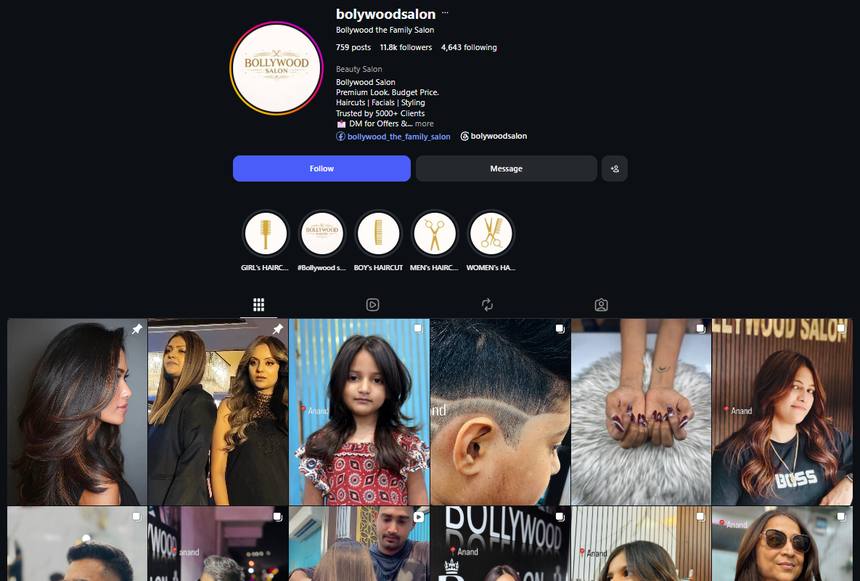 bolywoodsalon ...
Bollywood the Family Salon
759 posts 11.8k followers 4,643 following
Beauty Salon
Bollywood Salon
Premium Look. Budget Price.
Haircuts | Facials | Styling
Trusted by 5000+ Clients
📩 DM for Offers &... more
bollywood_the_family_salon bolywoodsalon
BOLLYWOOD
SALON
Follow Message
GIRL's HAIRC... #Bollywood s... BOY's HAIRCUT MEN's HAIRC... WOMEN's HA...
LLYWOOD SALON
📍 Anand
nd
📍 Anand
BOSS
WOO
anand
BOLLYWOOD
📍 Anand
📍 Anand
📍 Anand